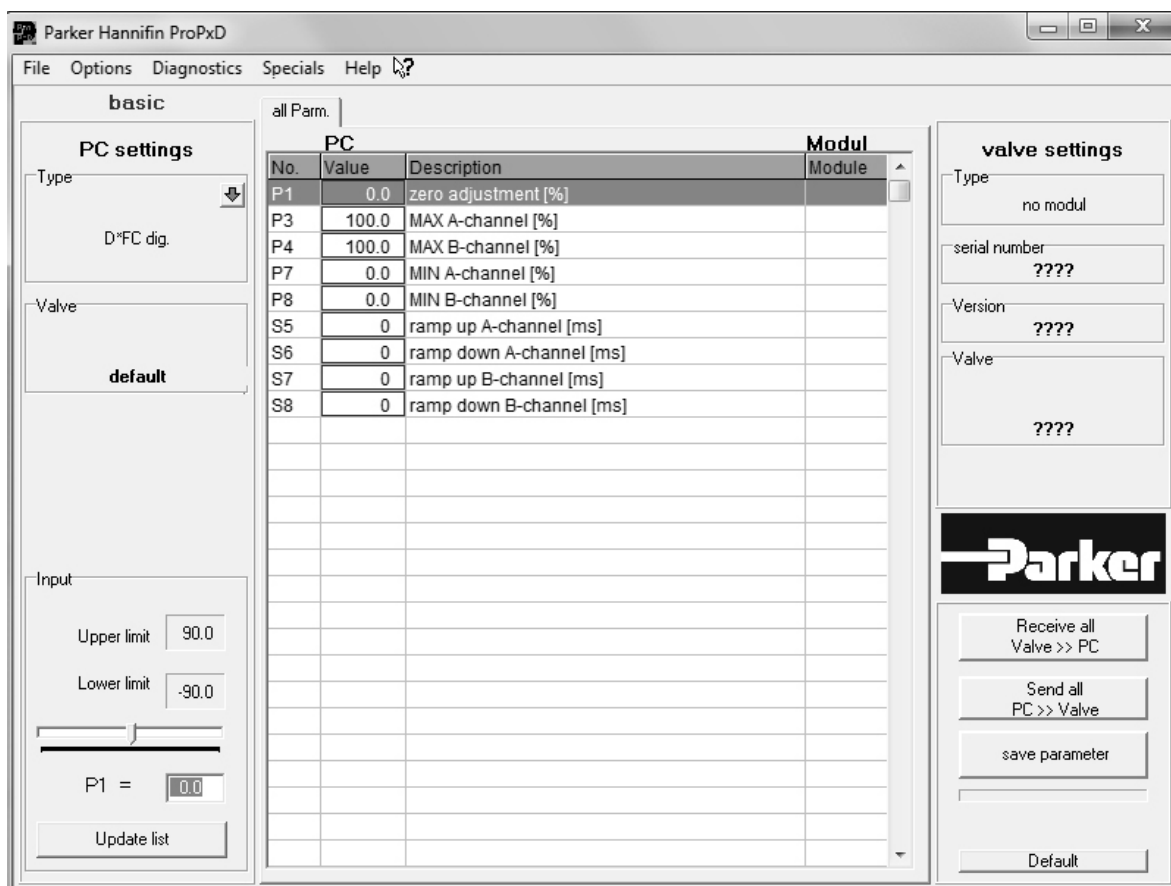 Parker Hannifin ProPxD
File Options Diagnostics Specials Help
basic
PC settings
Type
D*FC dig.
Valve
default
Input
Upper limit 90.0
Lower limit -90.0
P1 = 0.0
Update list
all Parm.
PC Modul
No. Value Description Module
P1 0.0 zero adjustment [%]
P3 100.0 MAX A-channel [%]
P4 100.0 MAX B-channel [%]
P7 0.0 MIN A-channel [%]
P8 0.0 MIN B-channel [%]
S5 0 ramp up A-channel [ms]
S6 0 ramp down A-channel [ms]
S7 0 ramp up B-channel [ms]
S8 0 ramp down B-channel [ms]
valve settings
Type
no modul
serial number
????
Version
????
Valve
????
Parker
Receive all
Valve >> PC
Send all
PC >> Valve
save parameter
Default